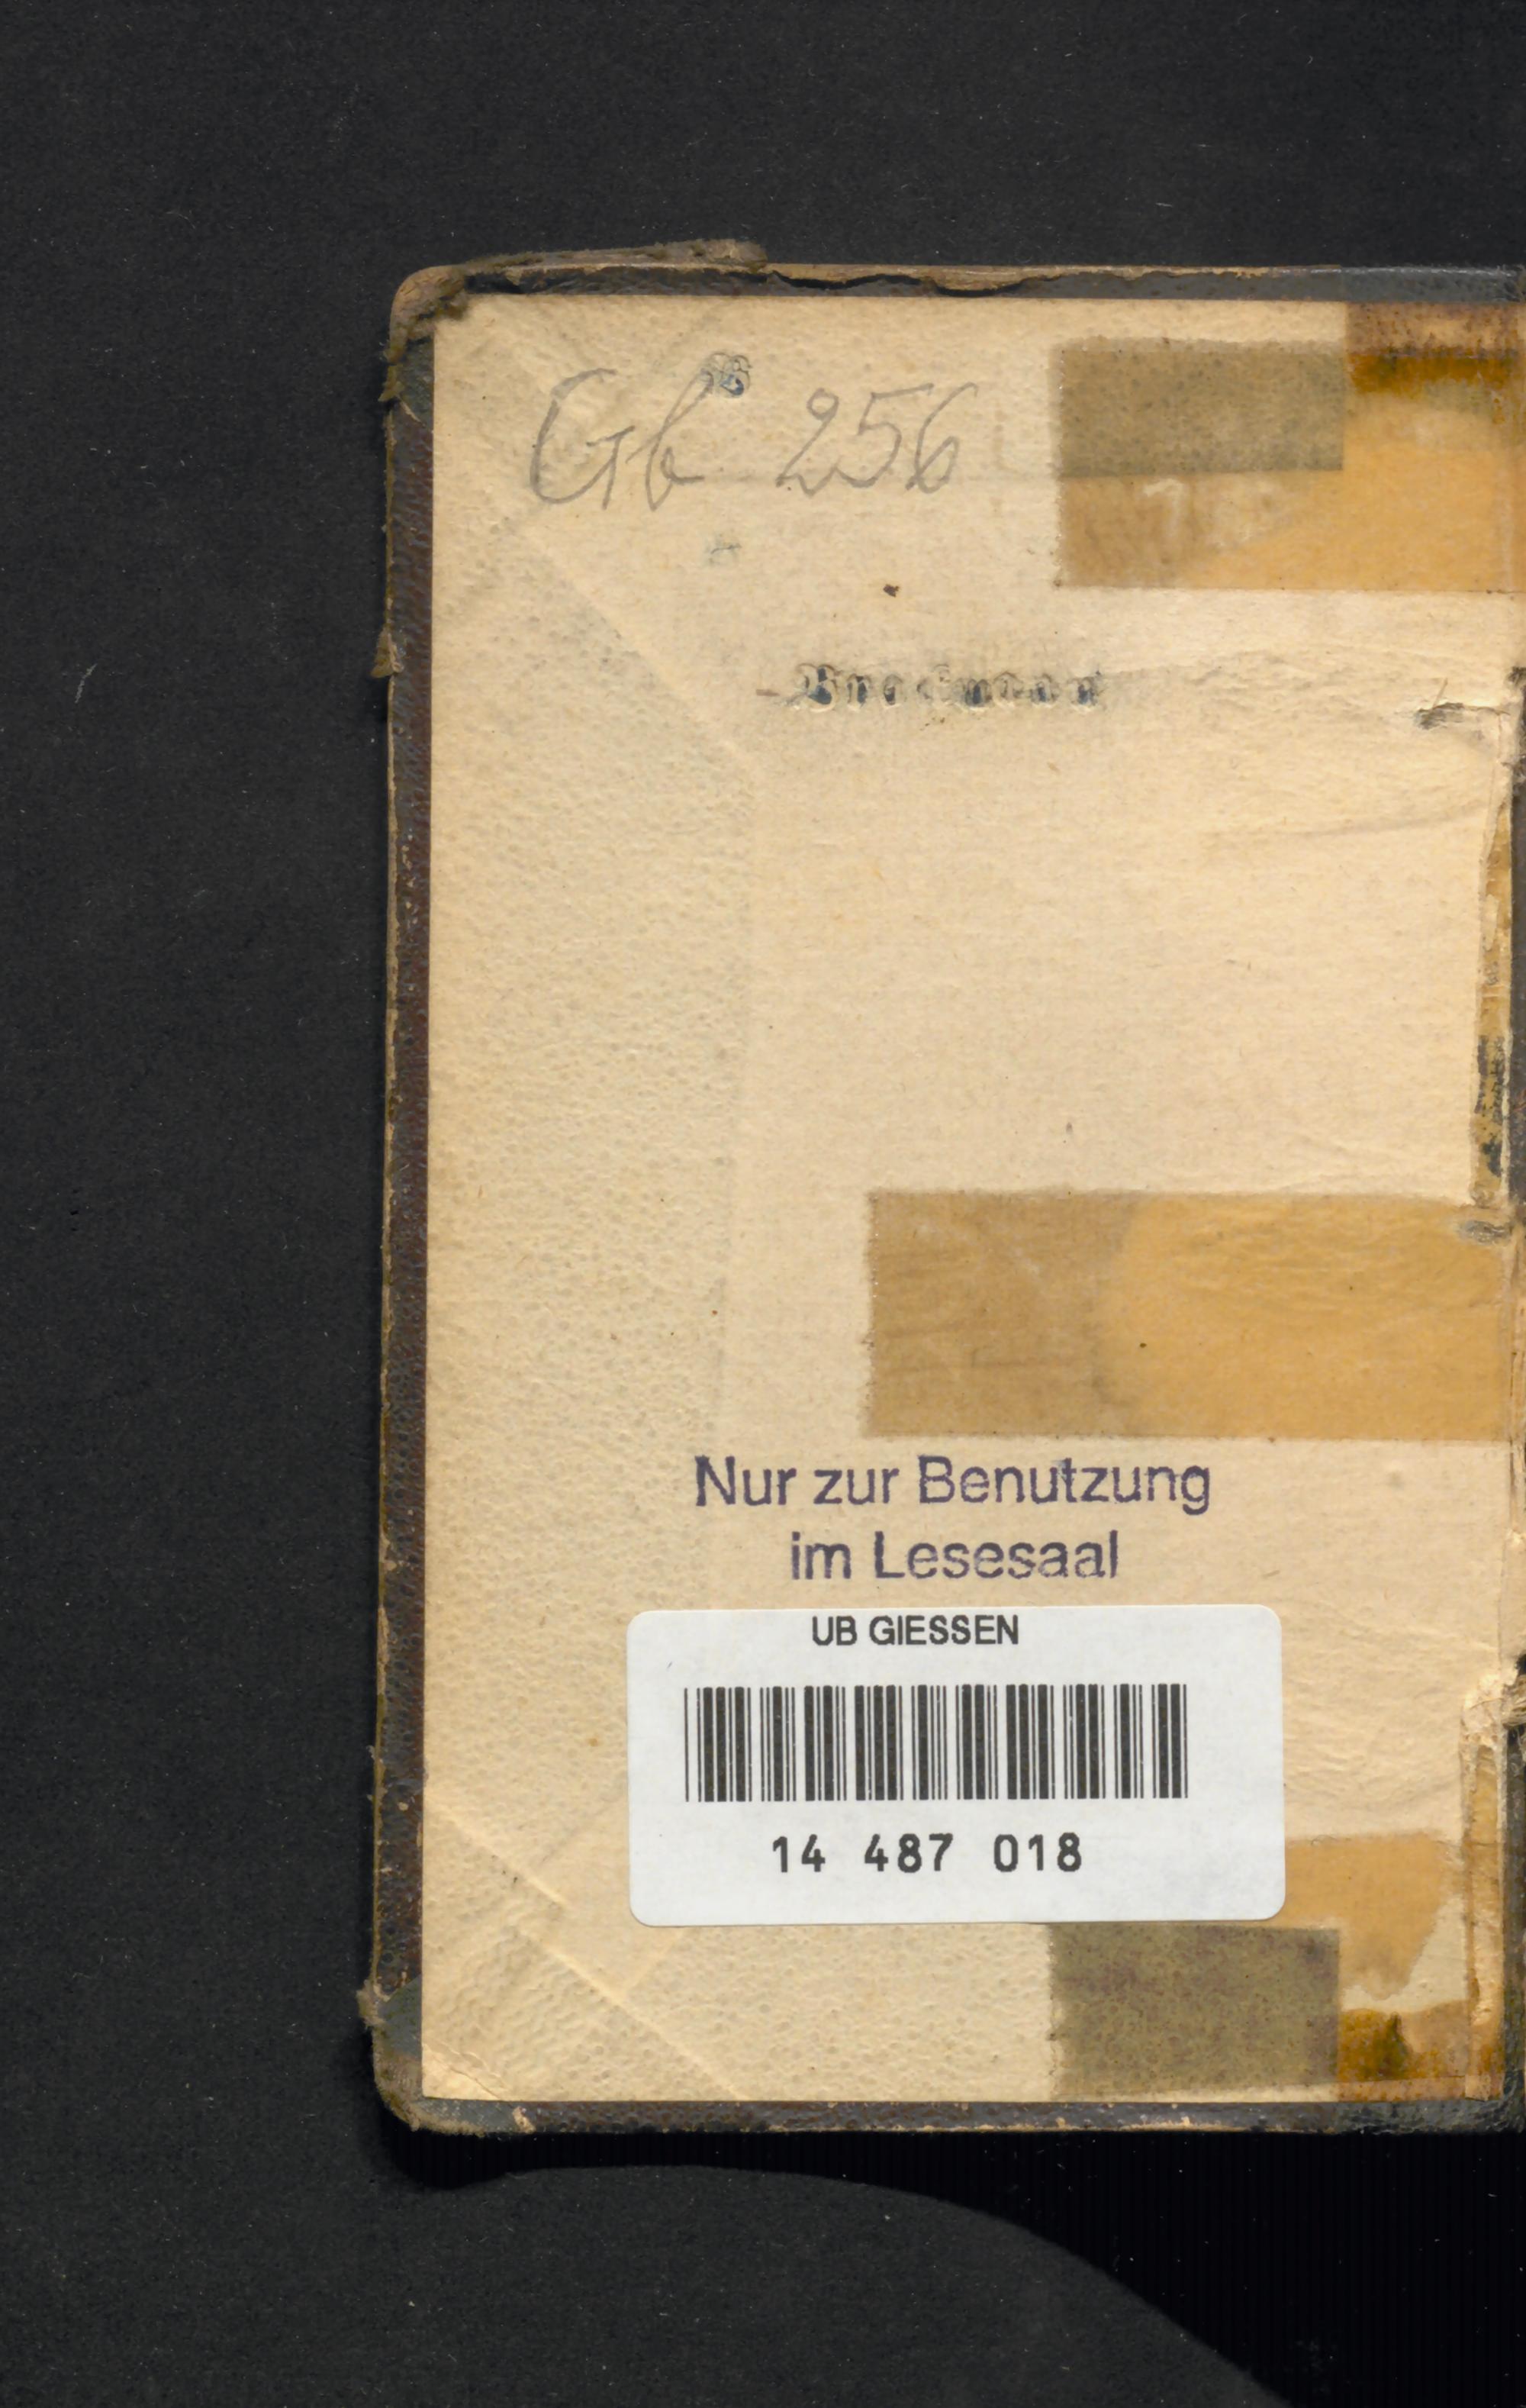 Gb 256
Nur zur Benutzung
im Lesesaal
UB GIESSEN
14 487 018